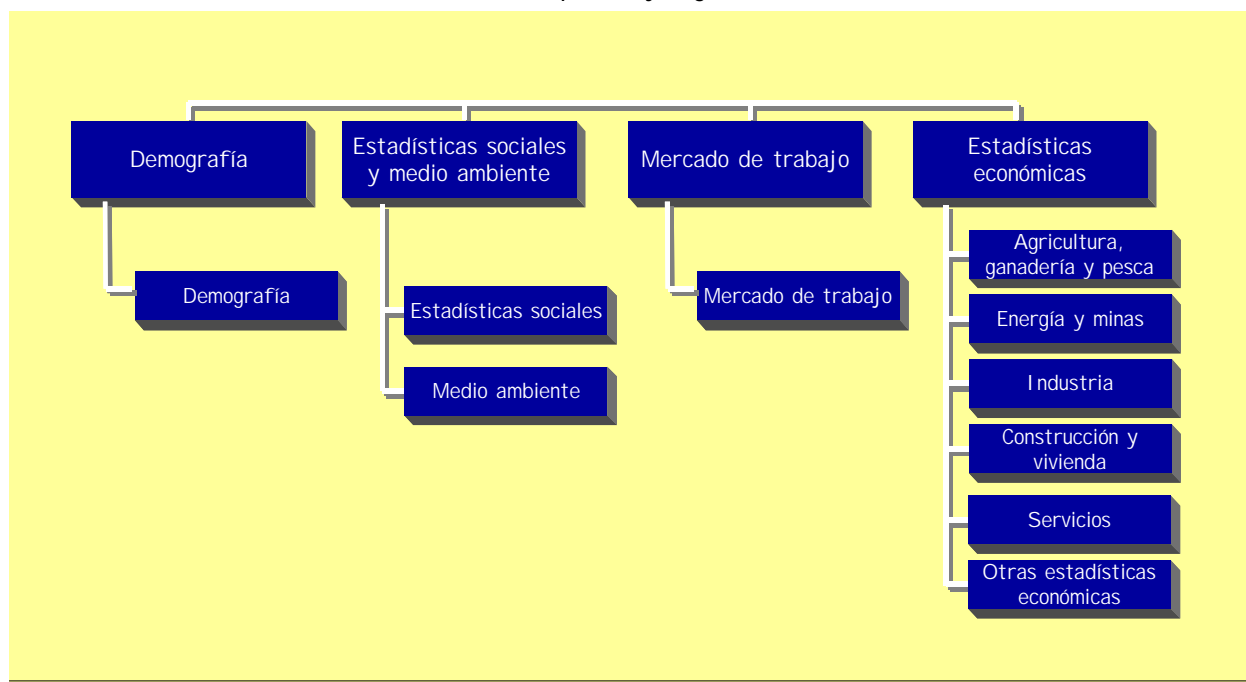 Demografía
Estadísticas sociales
y medio ambiente
Mercado de trabajo
Estadísticas
económicas
Demografía
Estadísticas sociales
Medio ambiente
Mercado de trabajo
Agricultura,
ganadería y pesca
Energía y minas
Industria
Construcción y
vivienda
Servicios
Otras estadísticas
económicas